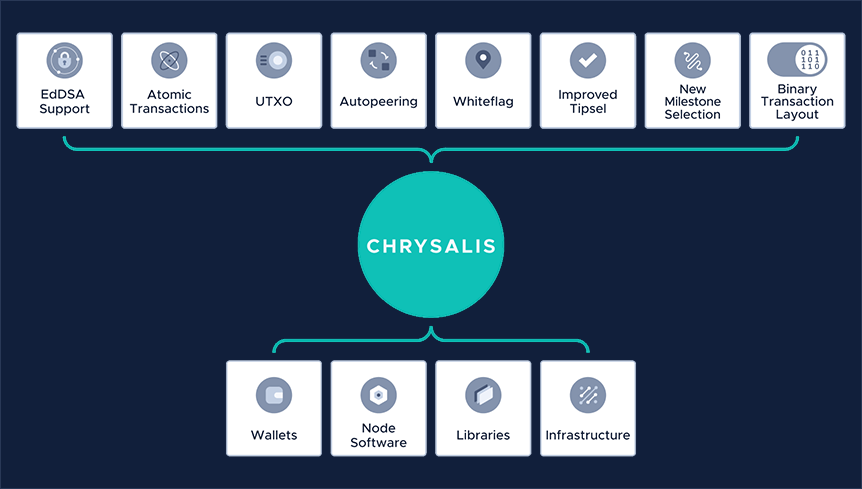 EdDSA
Support
Atomic
Transactions
UTXO
Autopeering
Whiteflag
Improved
Tipsel
New
Milestone
Selection
011
101
110
Binary
Transaction
Layout
CHRYSALIS
Wallets
Node
Software
Libraries
Infrastructure